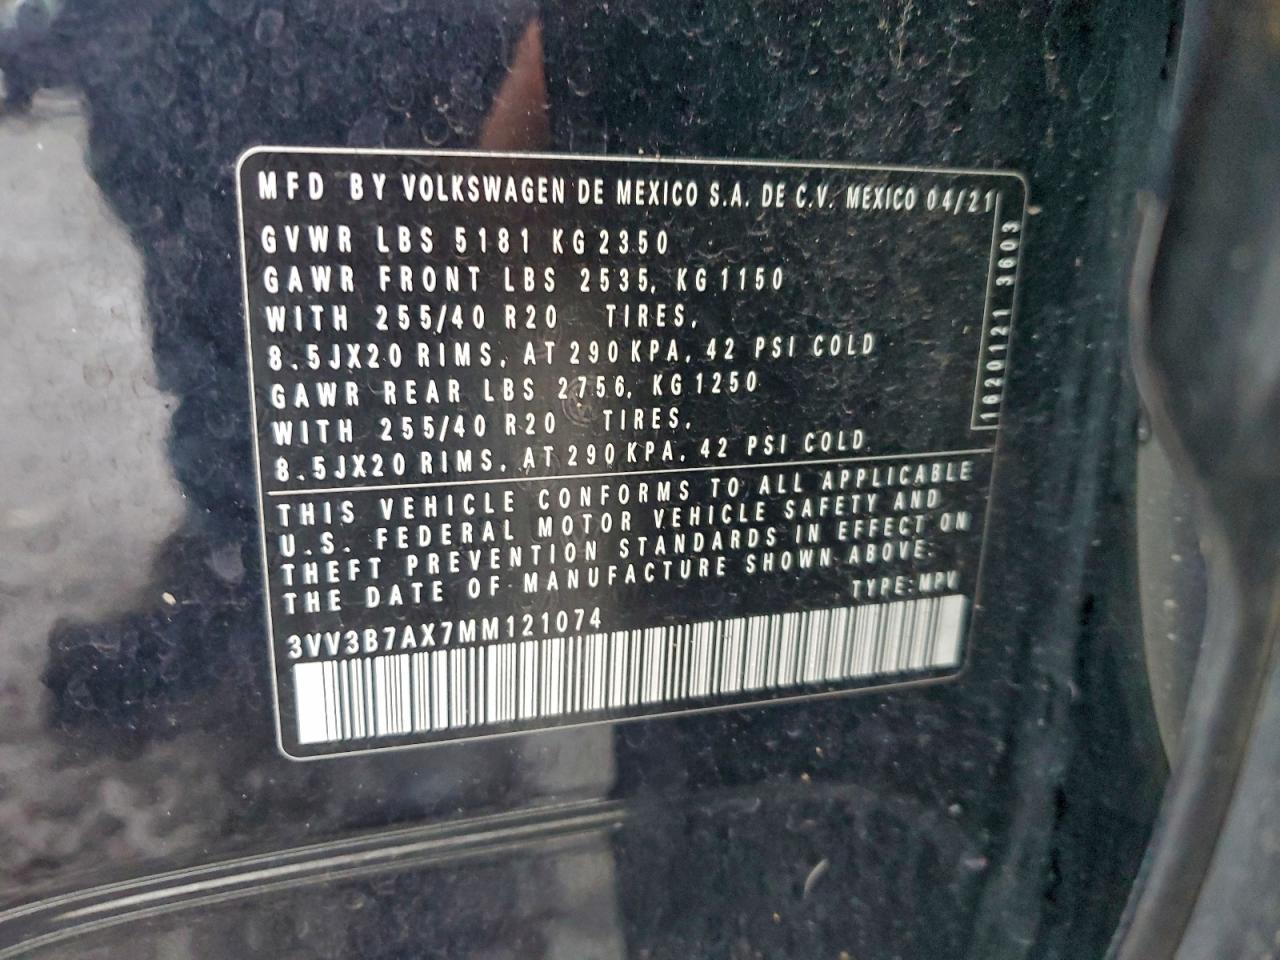 MFD BY VOLKSWAGEN DE MEXICO S.A. DE C.V. MEXICO 04/21
GVWR LBS 5181 KG 2350
GAWR FRONT LBS 2535, KG 1150
WITH 255/40 R20 TIRES,
8.5JX20 RIMS, AT 290 KPA, 42 PSI COLD
GAWR REAR LBS 2756, KG 1250
WITH 255/40 R20 TIRES,
8.5JX20 RIMS, AT 290 KPA, 42 PSI COLD.
1620121 3603
THIS VEHICLE CONFORMS TO ALL APPLICABLE
U.S. FEDERAL MOTOR VEHICLE SAFETY AND
THEFT PREVENTION STANDARDS IN EFFECT ON
THE DATE OF MANUFACTURE SHOWN ABOVE.
TYPE: MPV
3VV3B7AX7MM121074